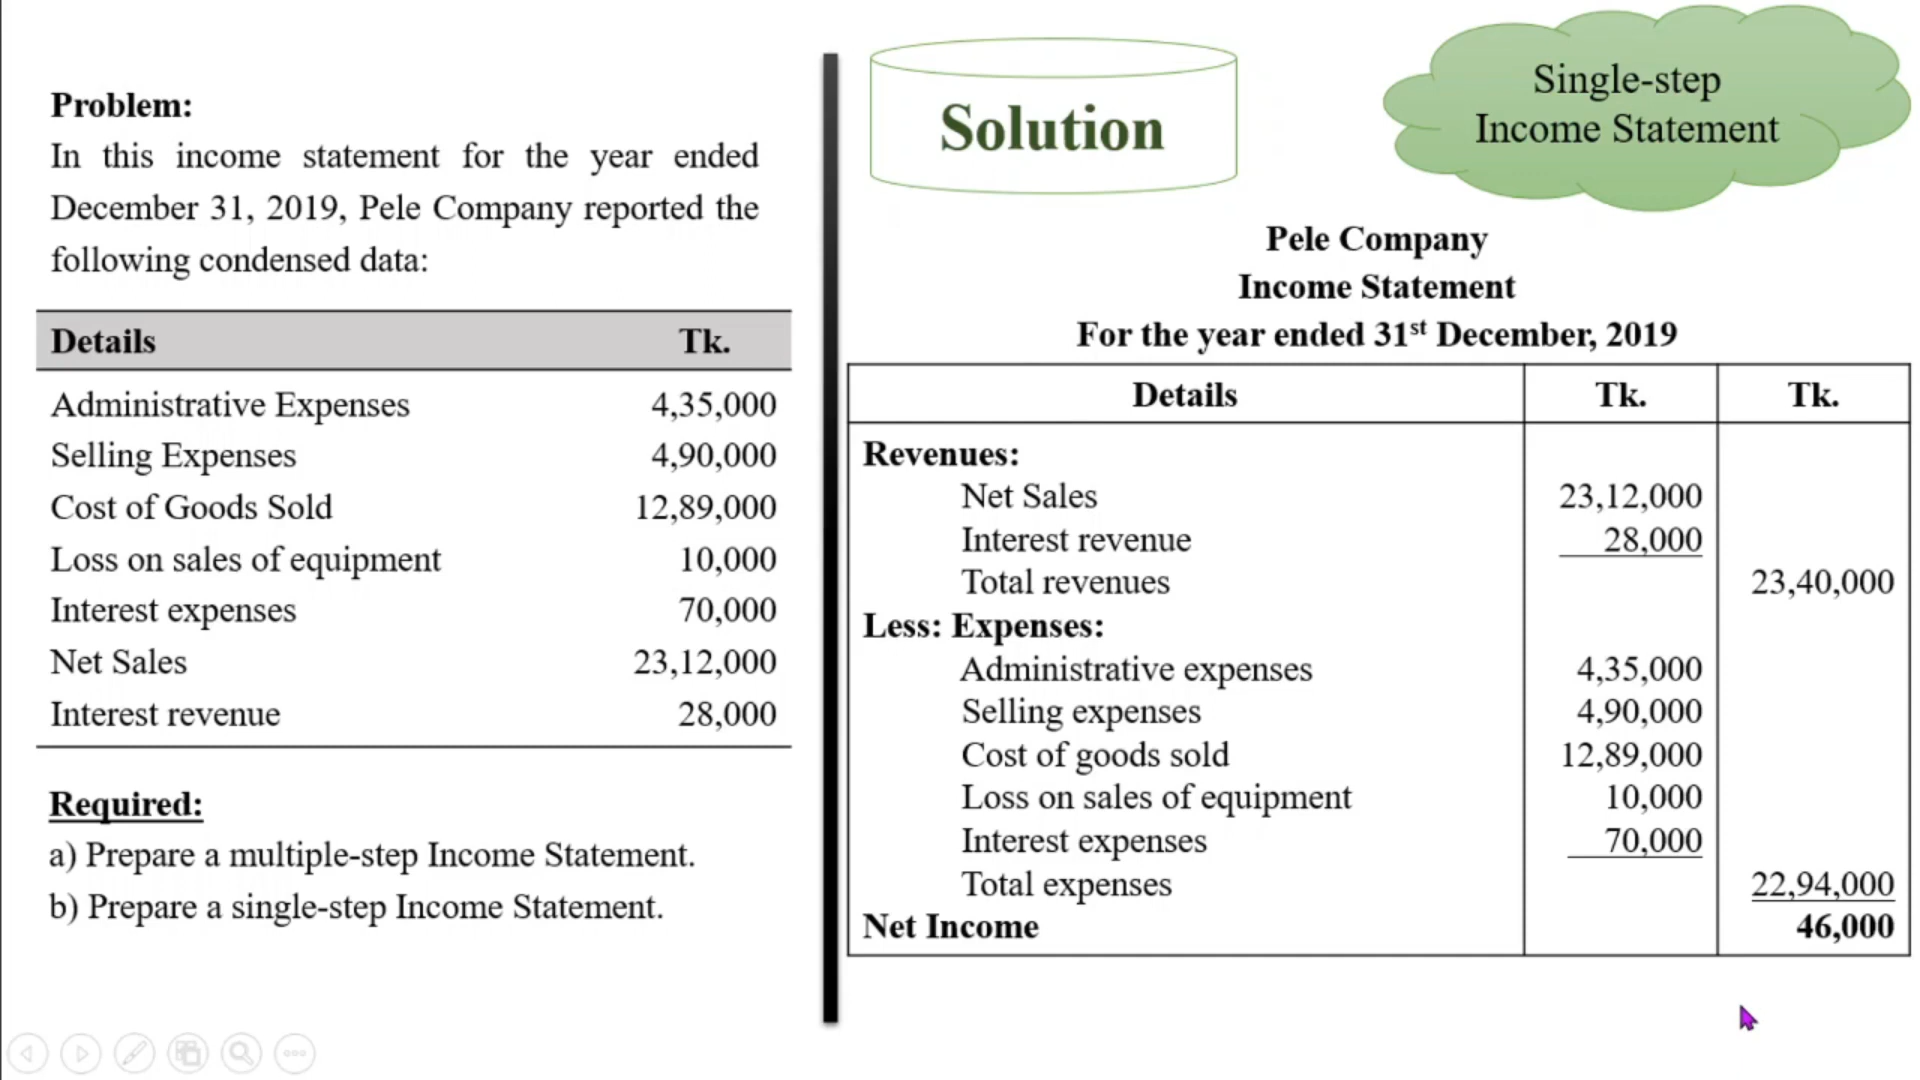 Problem:
In this income statement for the year ended
December 31, 2019, Pele Company reported the
following condensed data:
Details Tk.
Administrative Expenses 4,35,000
Selling Expenses 4,90,000
Cost of Goods Sold 12,89,000
Loss on sales of equipment 10,000
Interest expenses 70,000
Net Sales 23,12,000
Interest revenue 28,000
Required:
a) Prepare a multiple-step Income Statement.
b) Prepare a single-step Income Statement.
Solution
Single-step
Income Statement
Pele Company
Income Statement
For the year ended 31st December, 2019
Details Tk. Tk.
Revenues:
Net Sales 23,12,000
Interest revenue 28,000
Total revenues 23,40,000
Less: Expenses:
Administrative expenses 4,35,000
Selling expenses 4,90,000
Cost of goods sold 12,89,000
Loss on sales of equipment 10,000
Interest expenses 70,000
Total expenses 22,94,000
Net Income 46,000